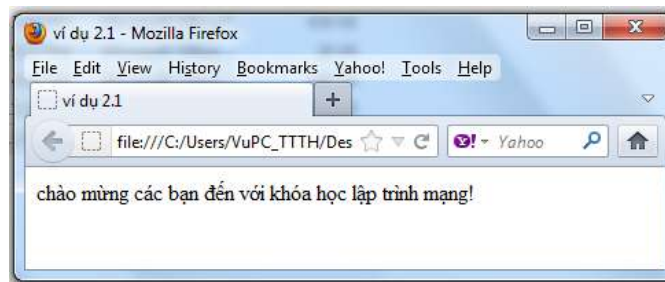 ví dụ 2.1 - Mozilla Firefox
File Edit View History Bookmarks Yahoo! Tools Help
ví dụ 2.1 +
file:///C:/Users/VuPC_TTTH/Des Y! Yahoo
chào mừng các bạn đến với khóa học lập trình mạng!